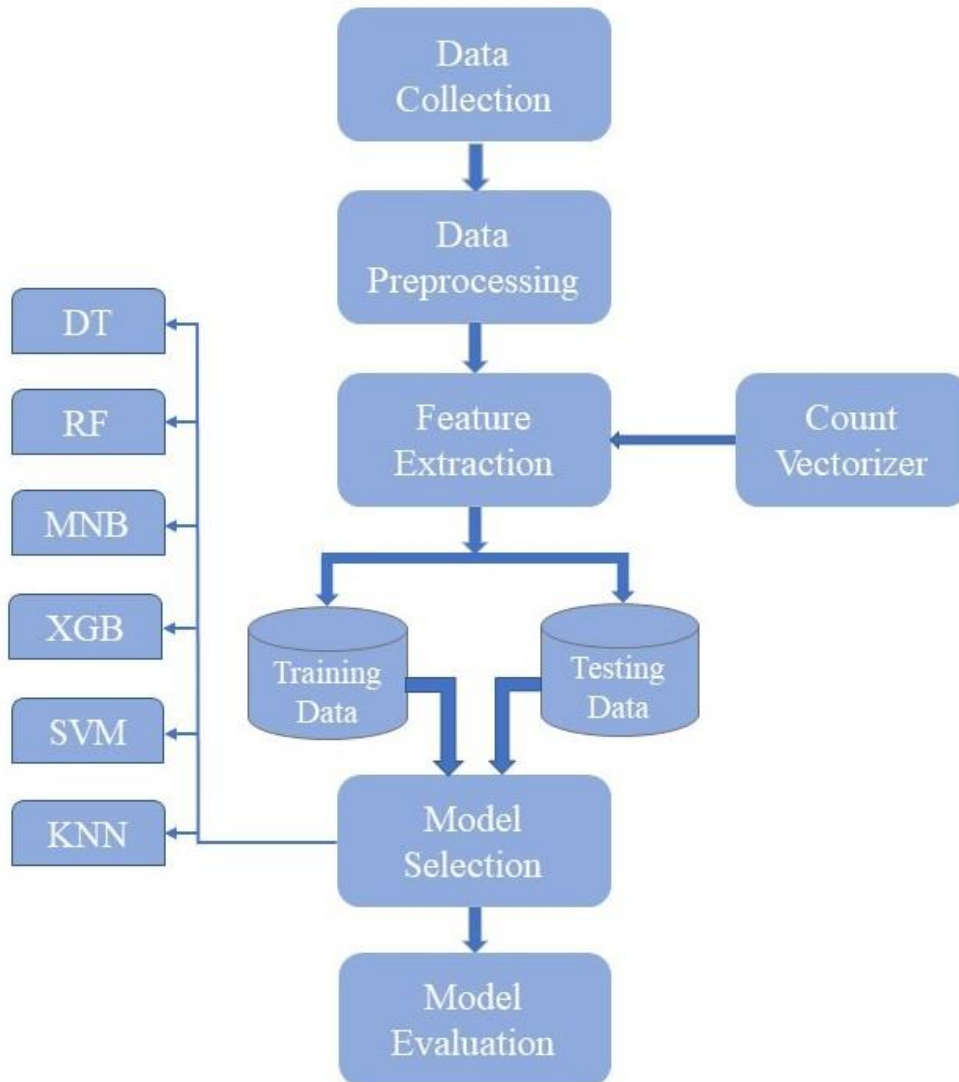 Data
Collection
Data
Preprocessing
DT
RF
Feature
Extraction
Count
Vectorizer
MNB
XGB
Training
Data
Testing
Data
SVM
KNN
Model
Selection
Model
Evaluation